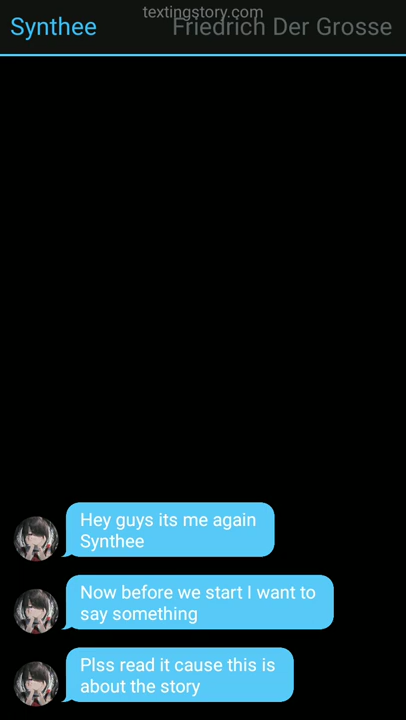 textingstory.com
Synthee
Friedrich Der Grosse
Hey guys its me again
Synthee
Now before we start I want to
say something
Plss read it cause this is
about the story